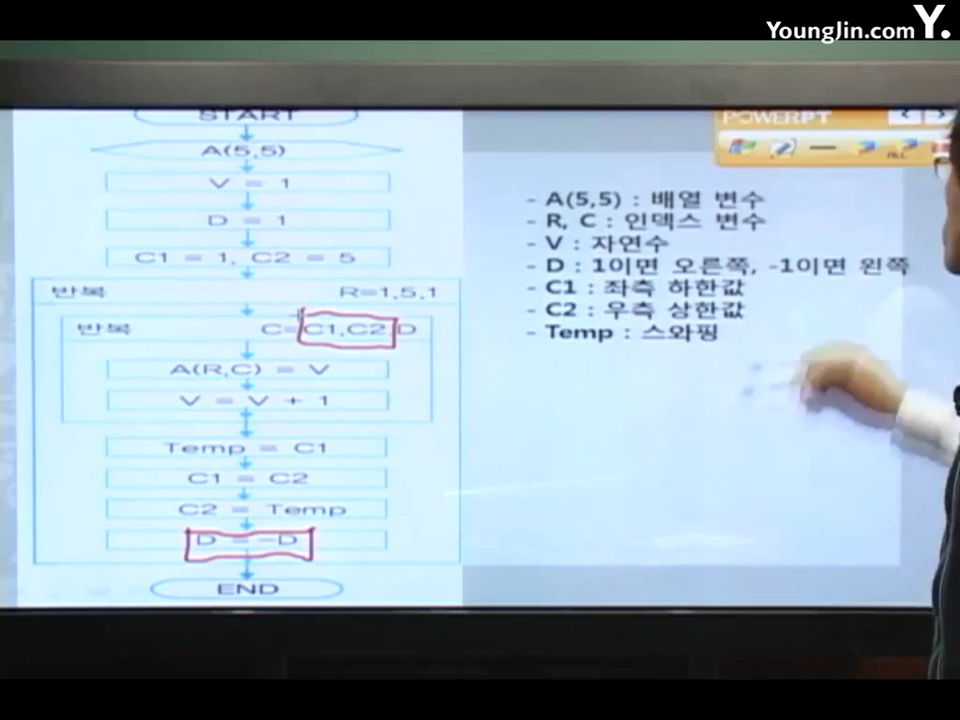 YoungJin.com Y.
START
A(5,5)
V = 1
D = 1
C1 = 1, C2 = 5
반복 R=1,5,1
반복 C=C1,C2,D
A(R,C) = V
V = V + 1
Temp = C1
C1 = C2
C2 = Temp
D = -D
END
POWERPT
ALL
- A(5,5) : 배열 변수
- R, C : 인덱스 변수
- V : 자연수
- D : 1이면 오른쪽, -1이면 왼쪽
- C1 : 좌측 하한값
- C2 : 우측 상한값
- Temp : 스와핑